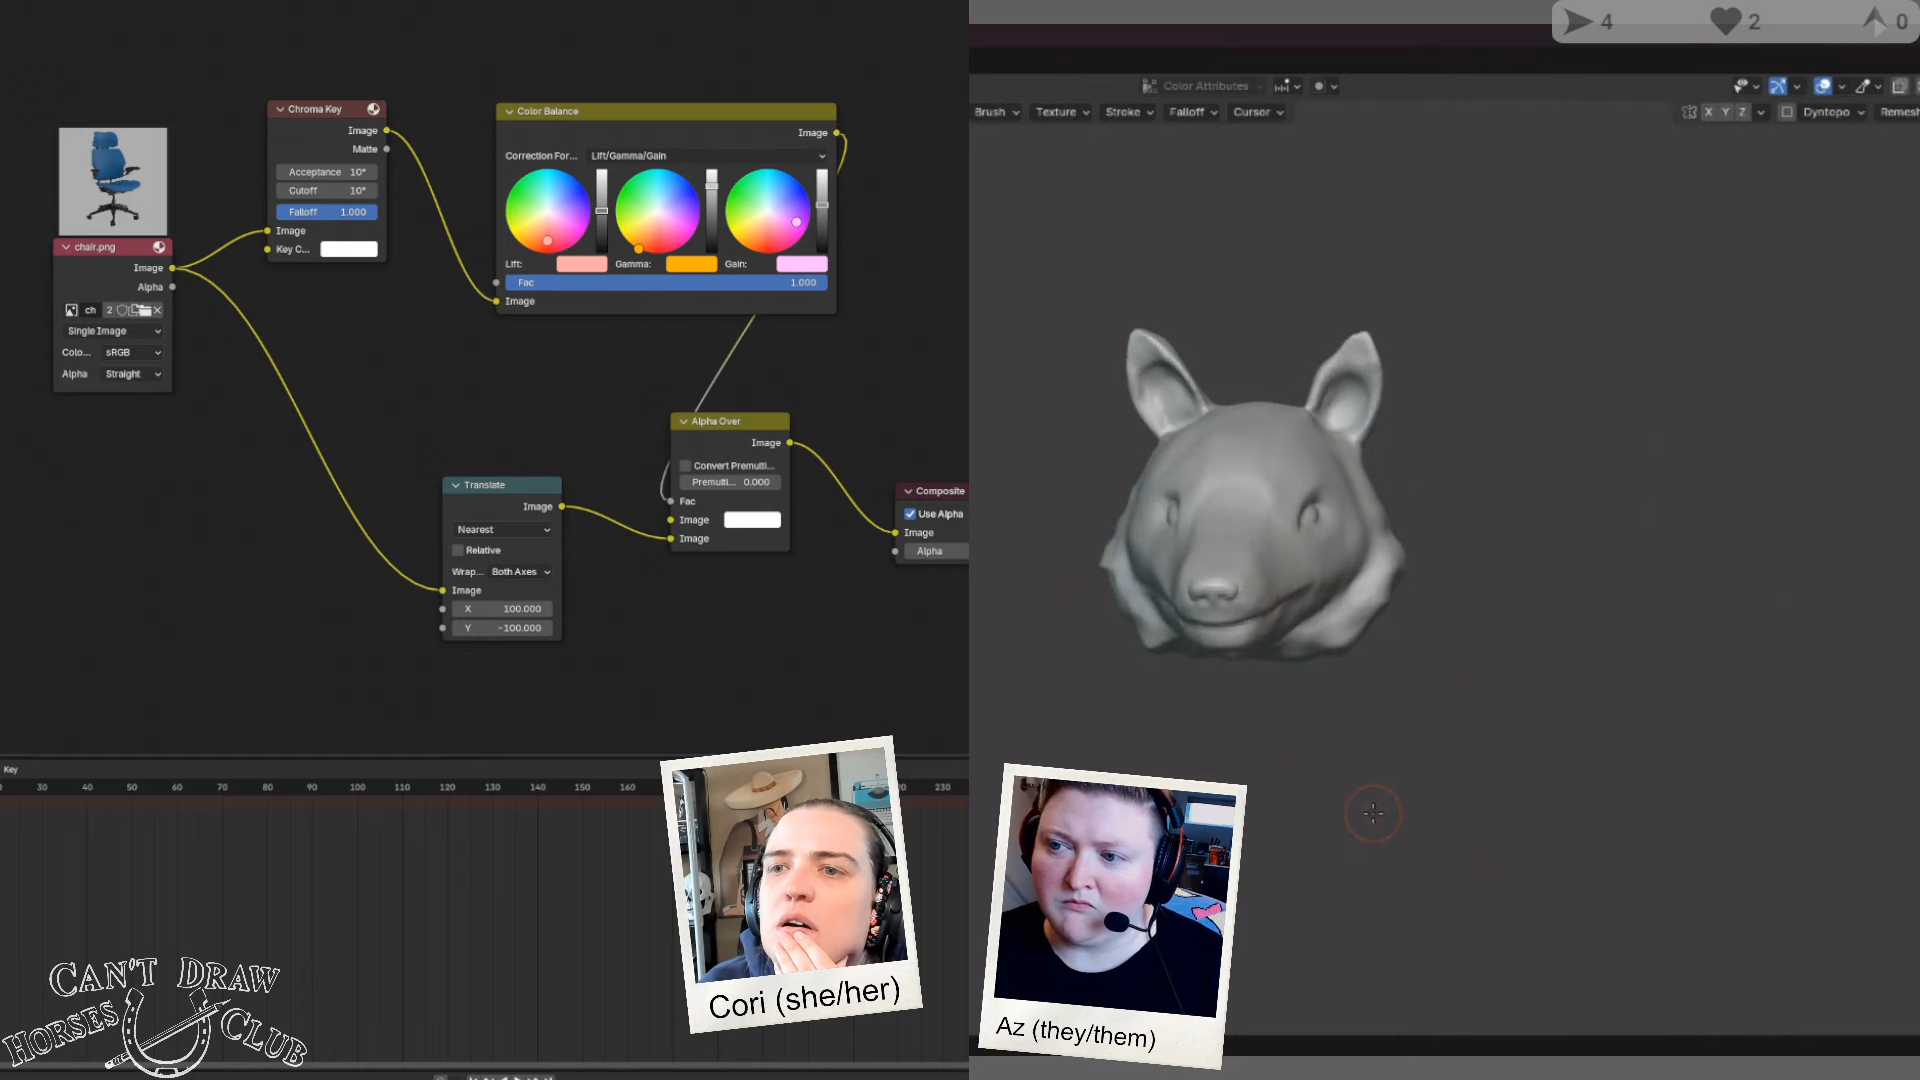 4 2 0
Color Attributes
Brush Texture Stroke Falloff Cursor X Y Z Dyntopo Remesh
Chroma Key
Image
Matte
Acceptance 10°
Cutoff 10°
Falloff 1.000
Image
Key C...
Color Balance
Image
Correction For... Lift/Gamma/Gain
Lift: Gamma: Gain:
Fac 1.000
Image
chair.png
Image
Alpha
ch 2
Single Image
Colo... sRGB
Alpha Straight
Alpha Over
Image
Convert Premulti...
Premulti... 0.000
Fac
Image
Image
Translate
Image
Nearest
Relative
Wrap... Both Axes
Image
X 100.000
Y -100.000
Composite
Use Alpha
Image
Alpha
Key
30 40 50 60 70 80 90 100 110 120 130 140 150 160 230
Cori (she/her)
Az (they/them)
CAN'T DRAW
HORSES CLUB